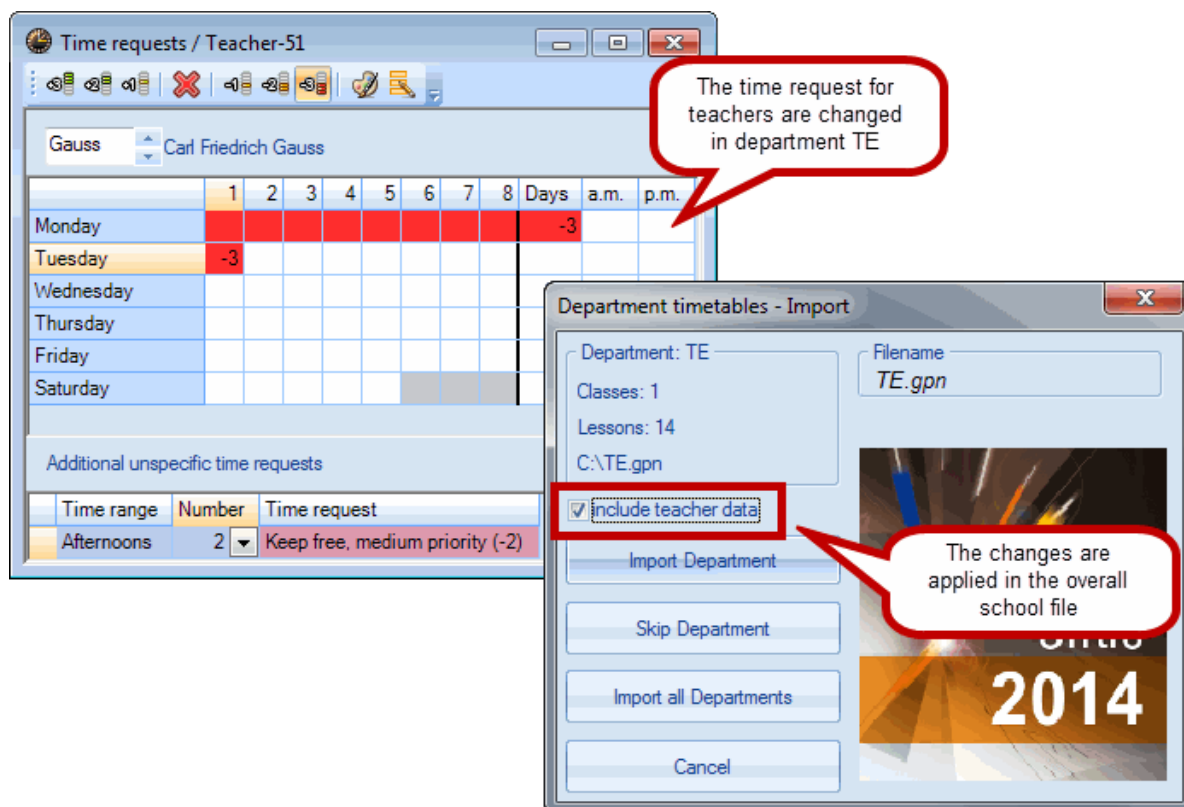 Time requests / Teacher-51
The time request for
teachers are changed
in department TE
Gauss Carl Friedrich Gauss
1 2 3 4 5 6 7 8 Days a.m. p.m.
Monday -3
Tuesday -3
Wednesday
Thursday
Friday
Saturday
Additional unspecific time requests
Time range Number Time request
Afternoons 2 Keep free, medium priority (-2)
Department timetables - Import
Department: TE
Classes: 1
Lessons: 14
C:\TE.gpn
Filename
TE.gpn
include teacher data
Import Department
Skip Department
Import all Departments
Cancel
The changes are
applied in the overall
school file
2014